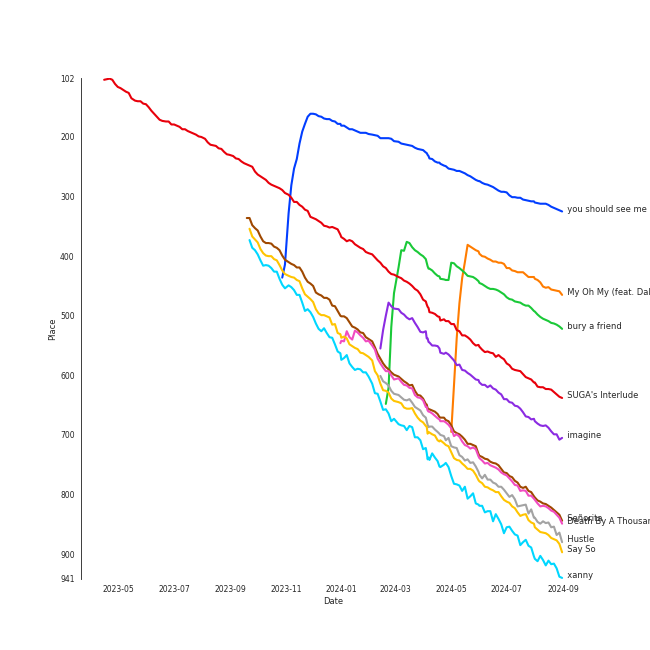 102
200
300
400
500
600
700
800
900
941
Place
2023-05
2023-07
2023-09
2023-11
2024-01
2024-03
2024-05
2024-07
2024-09
Date
you should see me
My Oh My (feat. Dal
bury a friend
SUGA's Interlude
imagine
Señorita
Death By A Thousan
Hustle
Say So
xanny